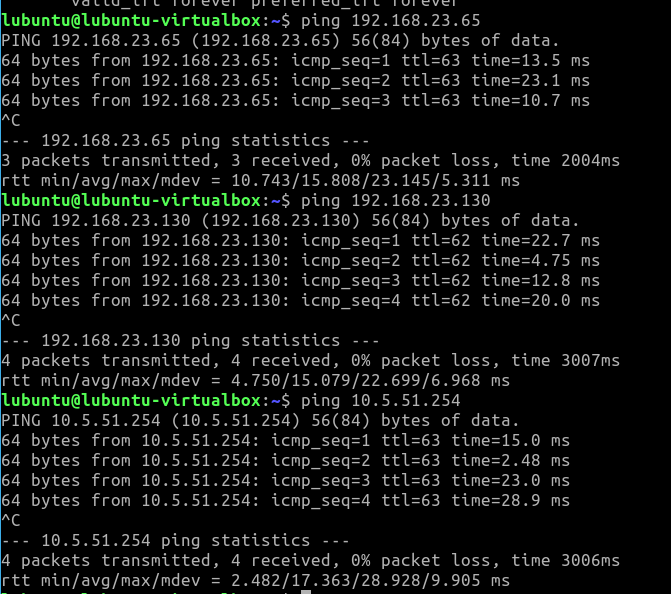 valid_lft forever preferred_lft forever
lubuntu@lubuntu-virtualbox:~$ ping 192.168.23.65
PING 192.168.23.65 (192.168.23.65) 56(84) bytes of data.
64 bytes from 192.168.23.65: icmp_seq=1 ttl=63 time=13.5 ms
64 bytes from 192.168.23.65: icmp_seq=2 ttl=63 time=23.1 ms
64 bytes from 192.168.23.65: icmp_seq=3 ttl=63 time=10.7 ms
^C
--- 192.168.23.65 ping statistics ---
3 packets transmitted, 3 received, 0% packet loss, time 2004ms
rtt min/avg/max/mdev = 10.743/15.808/23.145/5.311 ms
lubuntu@lubuntu-virtualbox:~$ ping 192.168.23.130
PING 192.168.23.130 (192.168.23.130) 56(84) bytes of data.
64 bytes from 192.168.23.130: icmp_seq=1 ttl=62 time=22.7 ms
64 bytes from 192.168.23.130: icmp_seq=2 ttl=62 time=4.75 ms
64 bytes from 192.168.23.130: icmp_seq=3 ttl=62 time=12.8 ms
64 bytes from 192.168.23.130: icmp_seq=4 ttl=62 time=20.0 ms
^C
--- 192.168.23.130 ping statistics ---
4 packets transmitted, 4 received, 0% packet loss, time 3007ms
rtt min/avg/max/mdev = 4.750/15.079/22.699/6.968 ms
lubuntu@lubuntu-virtualbox:~$ ping 10.5.51.254
PING 10.5.51.254 (10.5.51.254) 56(84) bytes of data.
64 bytes from 10.5.51.254: icmp_seq=1 ttl=63 time=15.0 ms
64 bytes from 10.5.51.254: icmp_seq=2 ttl=63 time=2.48 ms
64 bytes from 10.5.51.254: icmp_seq=3 ttl=63 time=23.0 ms
64 bytes from 10.5.51.254: icmp_seq=4 ttl=63 time=28.9 ms
^C
--- 10.5.51.254 ping statistics ---
4 packets transmitted, 4 received, 0% packet loss, time 3006ms
rtt min/avg/max/mdev = 2.482/17.363/28.928/9.905 ms